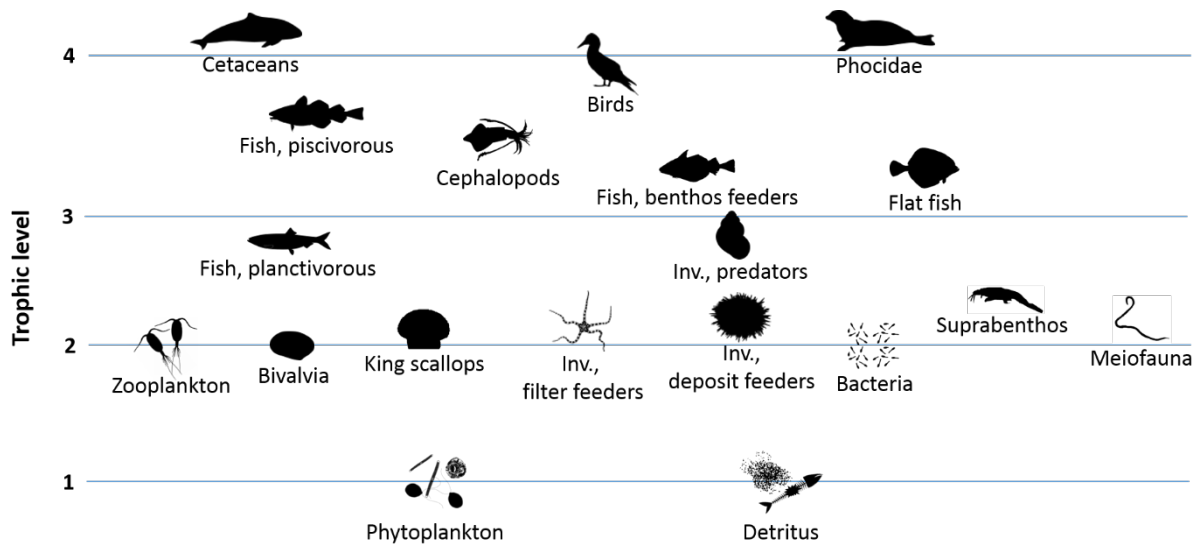 4
Cetaceans
Phocidae
Birds
Fish, piscivorous
Cephalopods
Fish, benthos feeders
Flat fish
3
Trophic level
Fish, planctivorous
Inv., predators
Suprabenthos
2
Zooplankton
Bivalvia
King scallops
Inv.,
filter feeders
Inv.,
deposit feeders
Bacteria
Meiofauna
1
Phytoplankton
Detritus